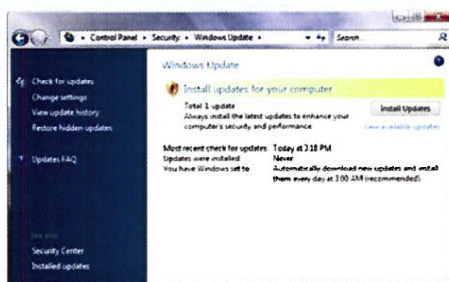 Control Panel ▸ Security ▸ Windows Update
Search
Windows Update
Check for updates
Change settings
View update history
Restore hidden updates
Updates FAQ
See also
Security Center
Installed updates
Install updates for your computer
Total 1 update
Always install the latest updates to enhance your
computer's security and performance
Install Updates
View available updates
Most recent check for updates: Today at 3:18 PM
Updates were installed: Never
You have Windows set to: Automatically download new updates and install
them every day at 3:00 AM (recommended).